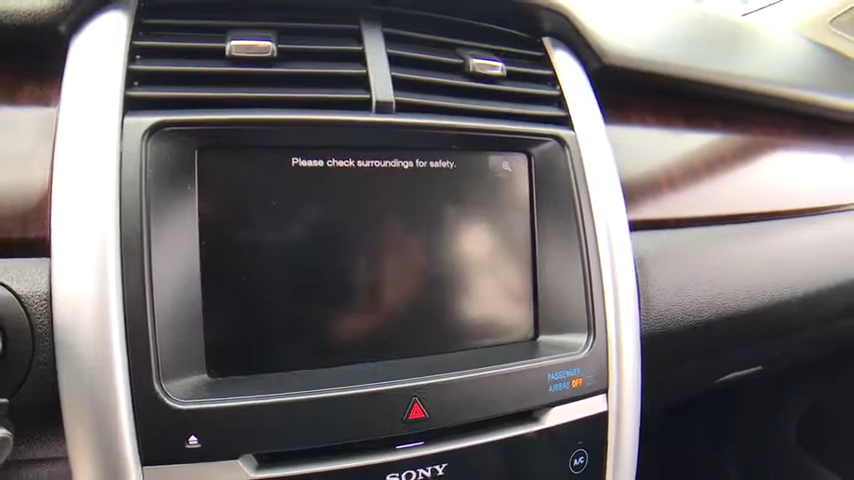 Please check surroundings for safety.
PASSENGER
AIRBAG OFF
SONY
A/C